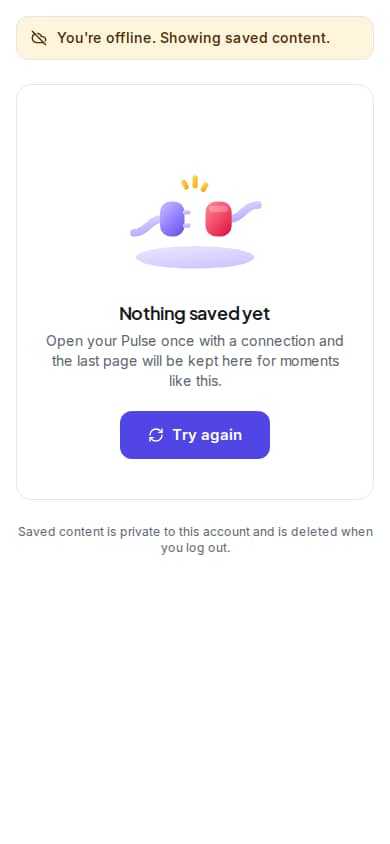 You're offline. Showing saved content.
Nothing saved yet
Open your Pulse once with a connection and
the last page will be kept here for moments
like this.
Try again
Saved content is private to this account and is deleted when
you log out.